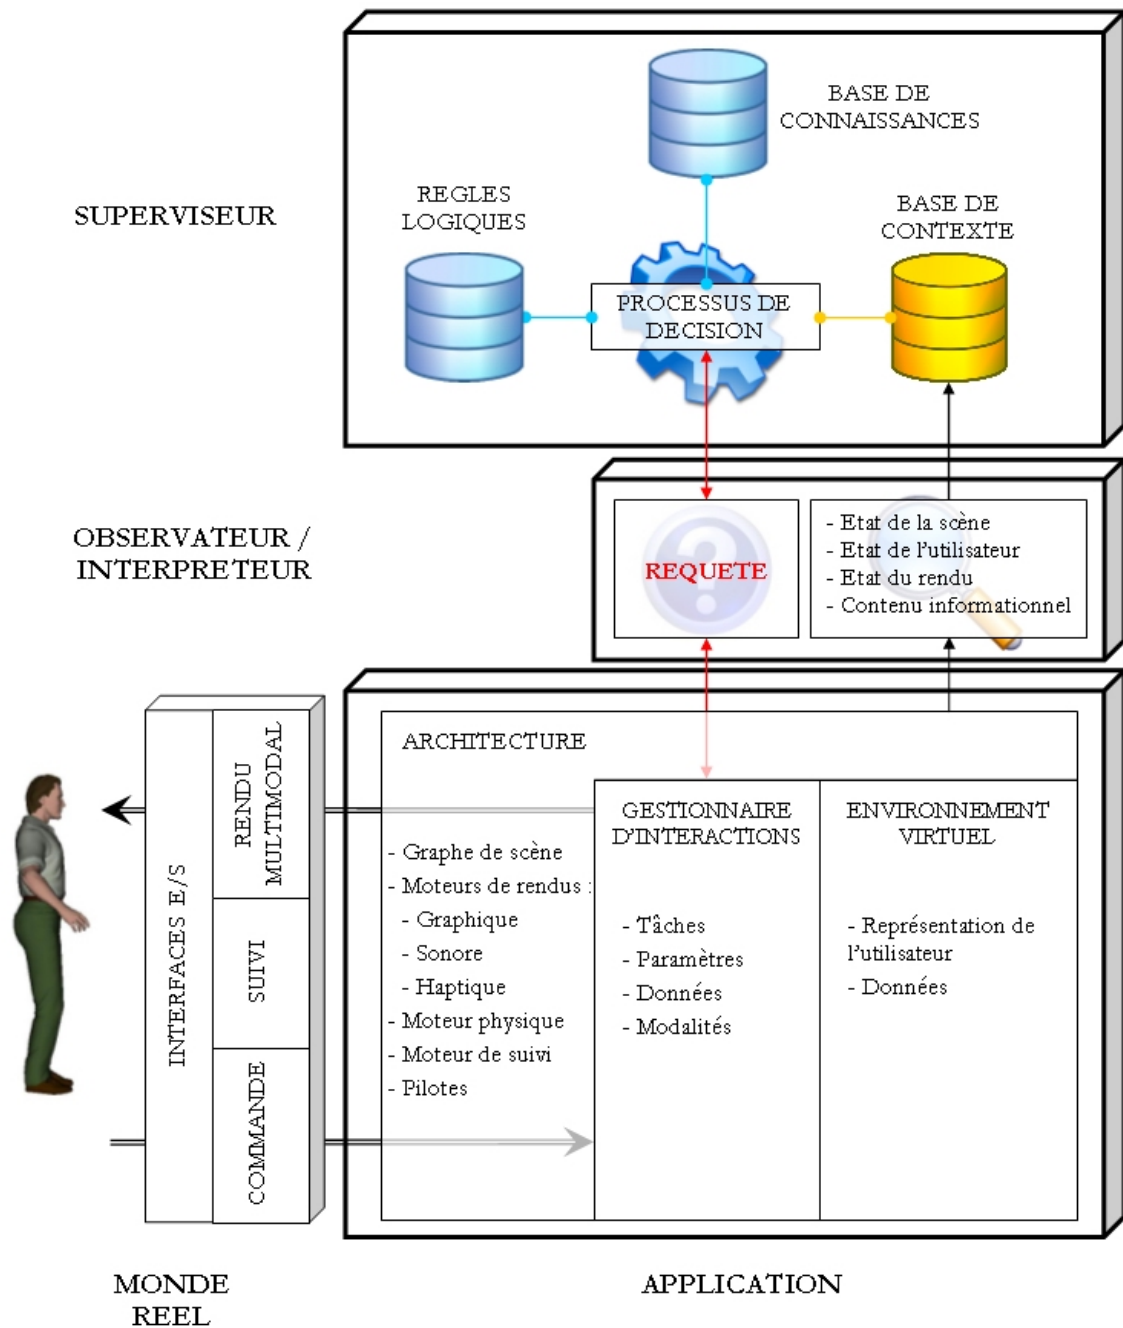 BASE DE
CONNAISSANCES
REGLES
LOGIQUES
SUPERVISEUR
BASE DE
CONTEXTE
PROCESSUS DE
DECISION
OBSERVATEUR /
INTERPRETEUR
REQUETE
- Etat de la scène
- Etat de l'utilisateur
- Etat du rendu
- Contenu informationnel
INTERFACES E/S
RENDU
MULTIMODAL
SUIVI
COMMANDE
ARCHITECTURE
- Graphe de scène
- Moteurs de rendus :
- Graphique
- Sonore
- Haptique
- Moteur physique
- Moteur de suivi
- Pilotes
GESTIONNAIRE
D'INTERACTIONS
- Tâches
- Paramètres
- Données
- Modalités
ENVIRONNEMENT
VIRTUEL
- Représentation de
l'utilisateur
- Données
MONDE
REEL
APPLICATION